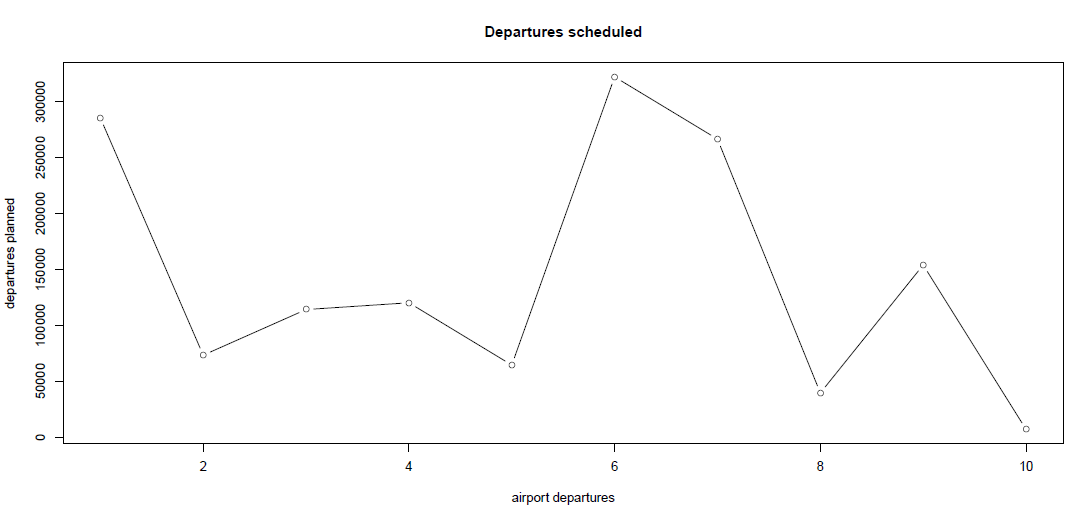 Departures scheduled
departures planned
300000
250000
200000
150000
100000
50000
0
2 4 6 8 10
airport departures